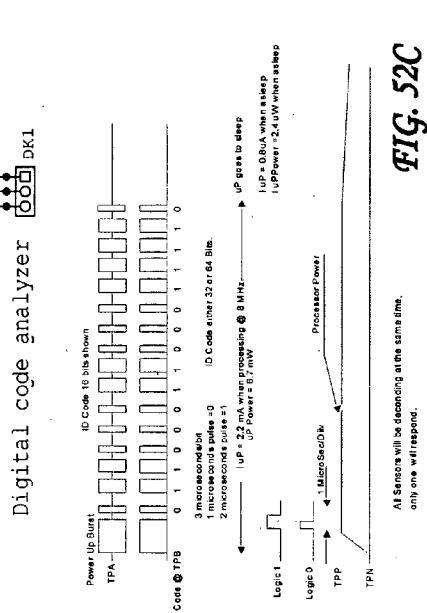 Digital code analyzer
DK1
Power Up Burst
ID Code 16 bits shown
TPA
Code @ TPB
0 1 1 0 0 0 1 1 0 0 0 1 1 1 1 0
3 microseconds/bit
1 microseconds pulse = 0
2 microseconds pulse = 1
ID Code either 32 or 64 Bits.
IuP = 2.2 mA when processing @ 8 MHz
uP Power = 8.7 mW
uP goes to sleep
IuP = 0.8uA when asleep
IuPPower = 2.4 uW when asleep
Logic 1
Logic 0
1 MicroSec/Div
Processor Power
TPP
TPN
All Sensors will be deconding at the same time,
only one will respond.
FIG. 52C